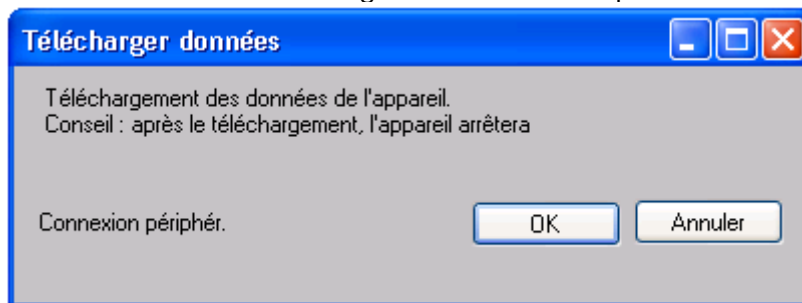 Télécharger données
Téléchargement des données de l'appareil.
Conseil : après le téléchargement, l'appareil arrêtera
Connexion périphér.
OK
Annuler